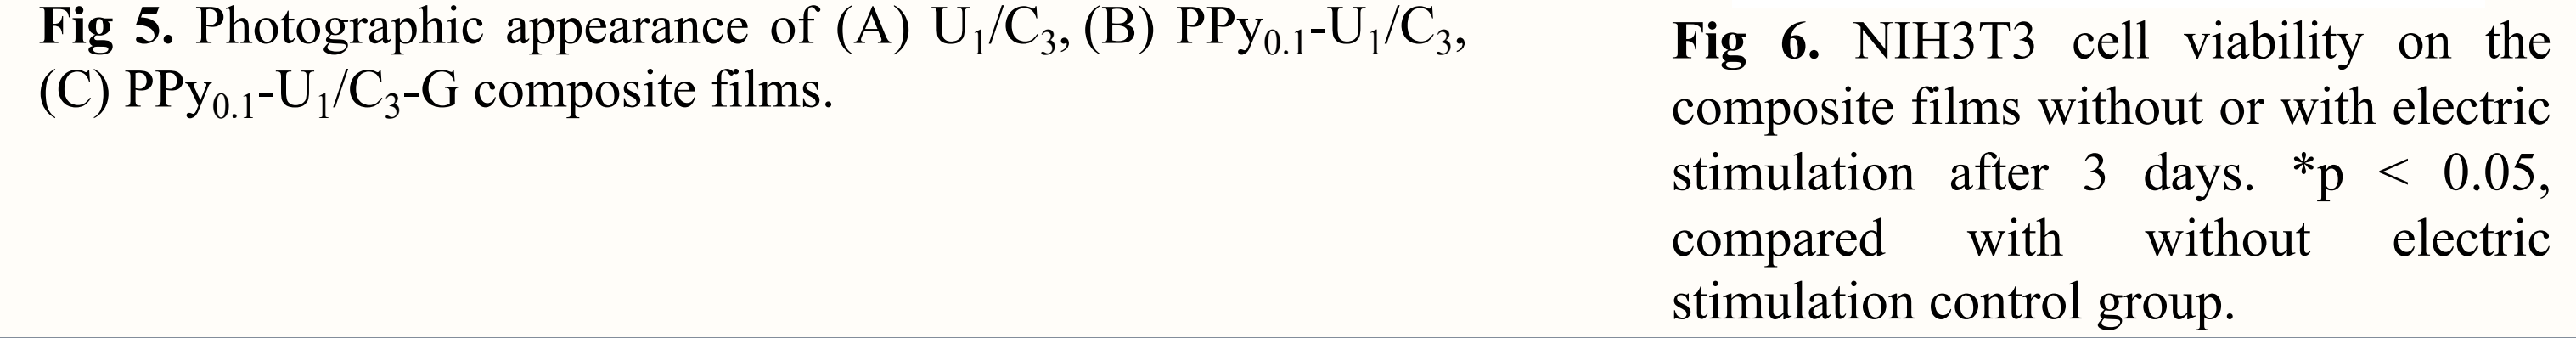 Fig 5. Photographic appearance of (A) U₁/C₃, (B) PPy₀.₁-U₁/C₃,
(C) PPy₀.₁-U₁/C₃-G composite films.
Fig 6. NIH3T3 cell viability on the
composite films without or with electric
stimulation after 3 days. *p < 0.05,
compared with without electric
stimulation control group.